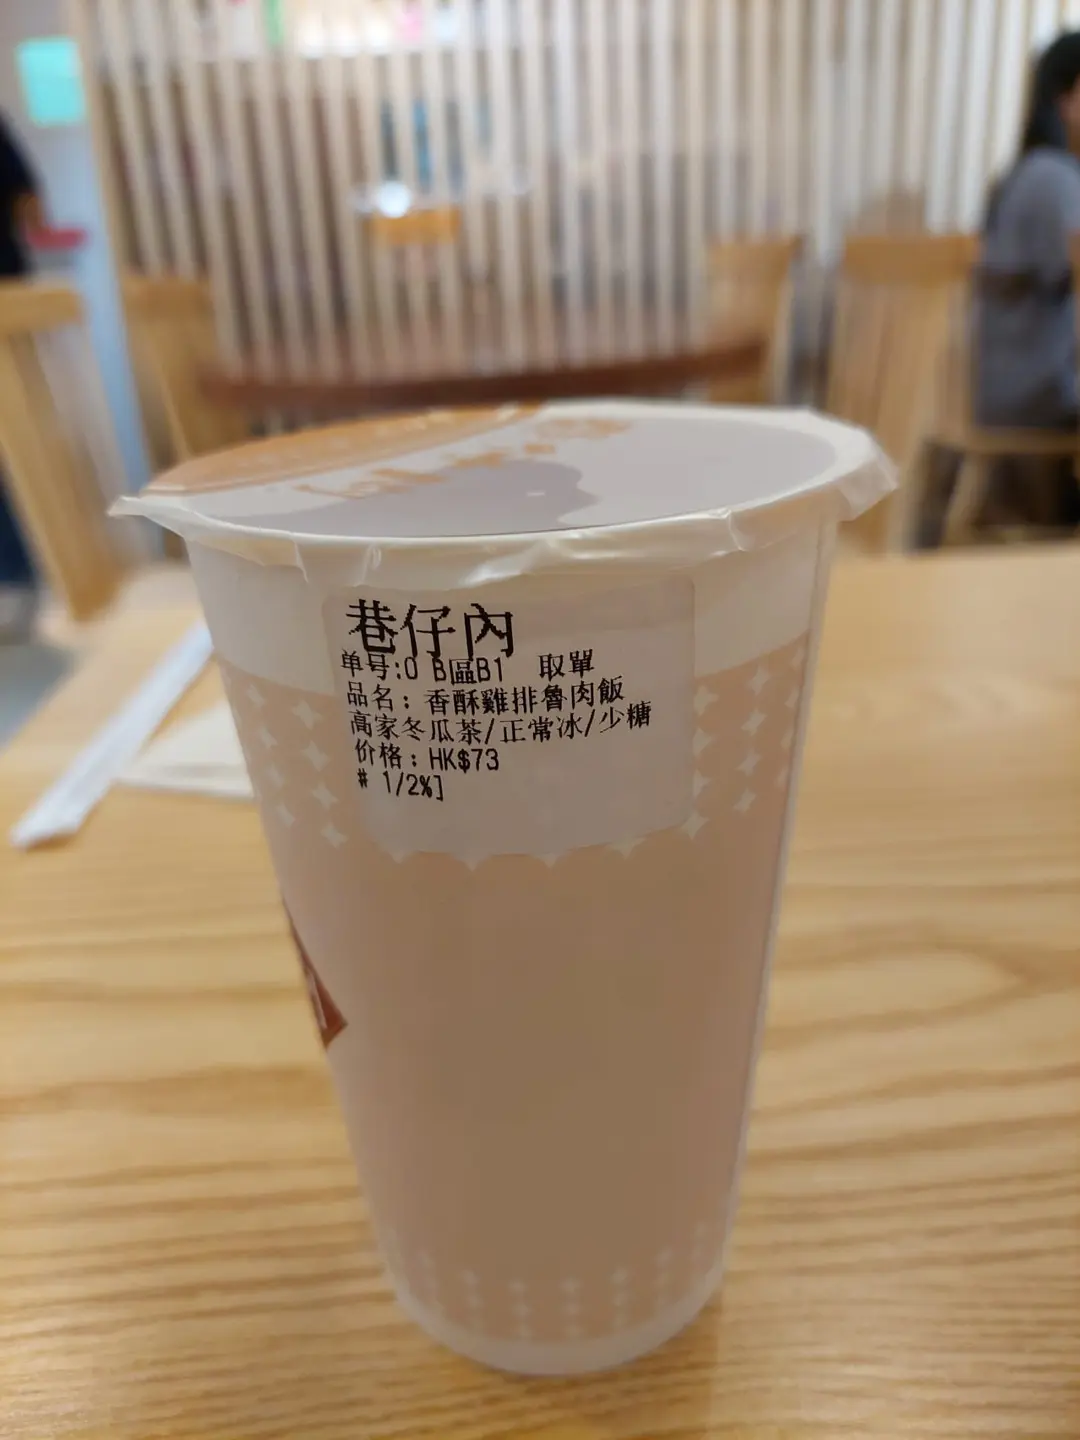 巷仔內
单号:0 B區B1 取單
品名：香酥雞排魯肉飯
高家冬瓜茶/正常冰/少糖
价格：HK$73
# 1/2%]